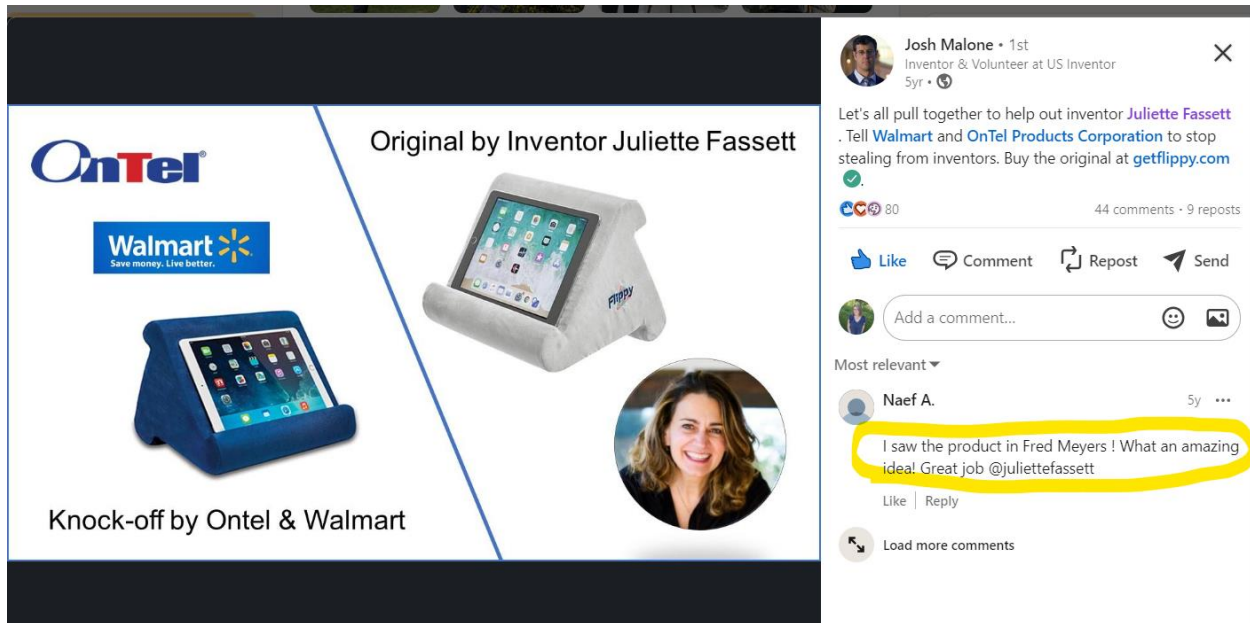 OnTel®
Walmart
Save money. Live better.
Knock-off by Ontel & Walmart
Original by Inventor Juliette Fassett
Flippy
Josh Malone • 1st
Inventor & Volunteer at US Inventor
5yr •
Let's all pull together to help out inventor Juliette Fassett
. Tell Walmart and OnTel Products Corporation to stop
stealing from inventors. Buy the original at getflippy.com
.
80
44 comments • 9 reposts
Like
Comment
Repost
Send
Add a comment...
Most relevant
Naef A.
5y
I saw the product in Fred Meyers ! What an amazing
idea! Great job @juliettefassett
Like
Reply
Load more comments